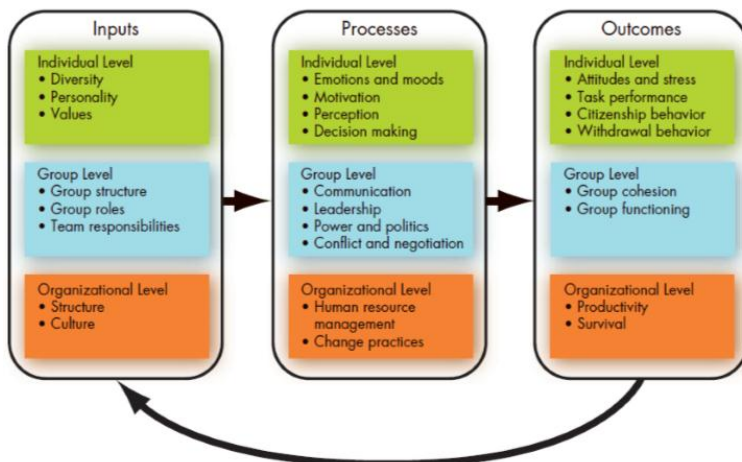 Inputs
Individual Level
• Diversity
• Personality
• Values
Group Level
• Group structure
• Group roles
• Team responsibilities
Organizational Level
• Structure
• Culture
Processes
Individual Level
• Emotions and moods
• Motivation
• Perception
• Decision making
Group Level
• Communication
• Leadership
• Power and politics
• Conflict and negotiation
Organizational Level
• Human resource
management
• Change practices
Outcomes
Individual Level
• Attitudes and stress
• Task performance
• Citizenship behavior
• Withdrawal behavior
Group Level
• Group cohesion
• Group functioning
Organizational Level
• Productivity
• Survival